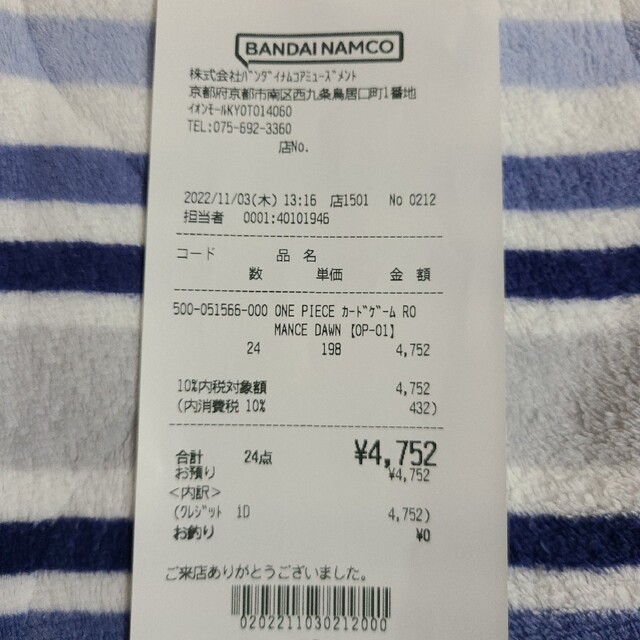 BANDAI NAMCO
株式会社ﾊﾞﾝﾀﾞｲﾅﾑｺｱﾐｭｰｽﾞﾒﾝﾄ
京都府京都市南区西九条鳥居口町1番地
ｲｵﾝﾓｰﾙKYOTO14060
TEL:075-692-3360
店No.
2022/11/03(木) 13:16 店1501 No 0212
担当者 0001:40101946
コード 品 名
数 単価 金 額
500-051566-000 ONE PIECE ｶｰﾄﾞｹﾞｰﾑ RO
MANCE DAWN【OP-01】
24 198 4,752
10%内税対象額 4,752
(内消費税 10% 432)
合計 24点 ¥4,752
お預り ¥4,752
<内訳>
(ｸﾚｼﾞｯﾄ 1D 4,752)
お釣り ¥0
ご来店ありがとうございました。
0202211030212000